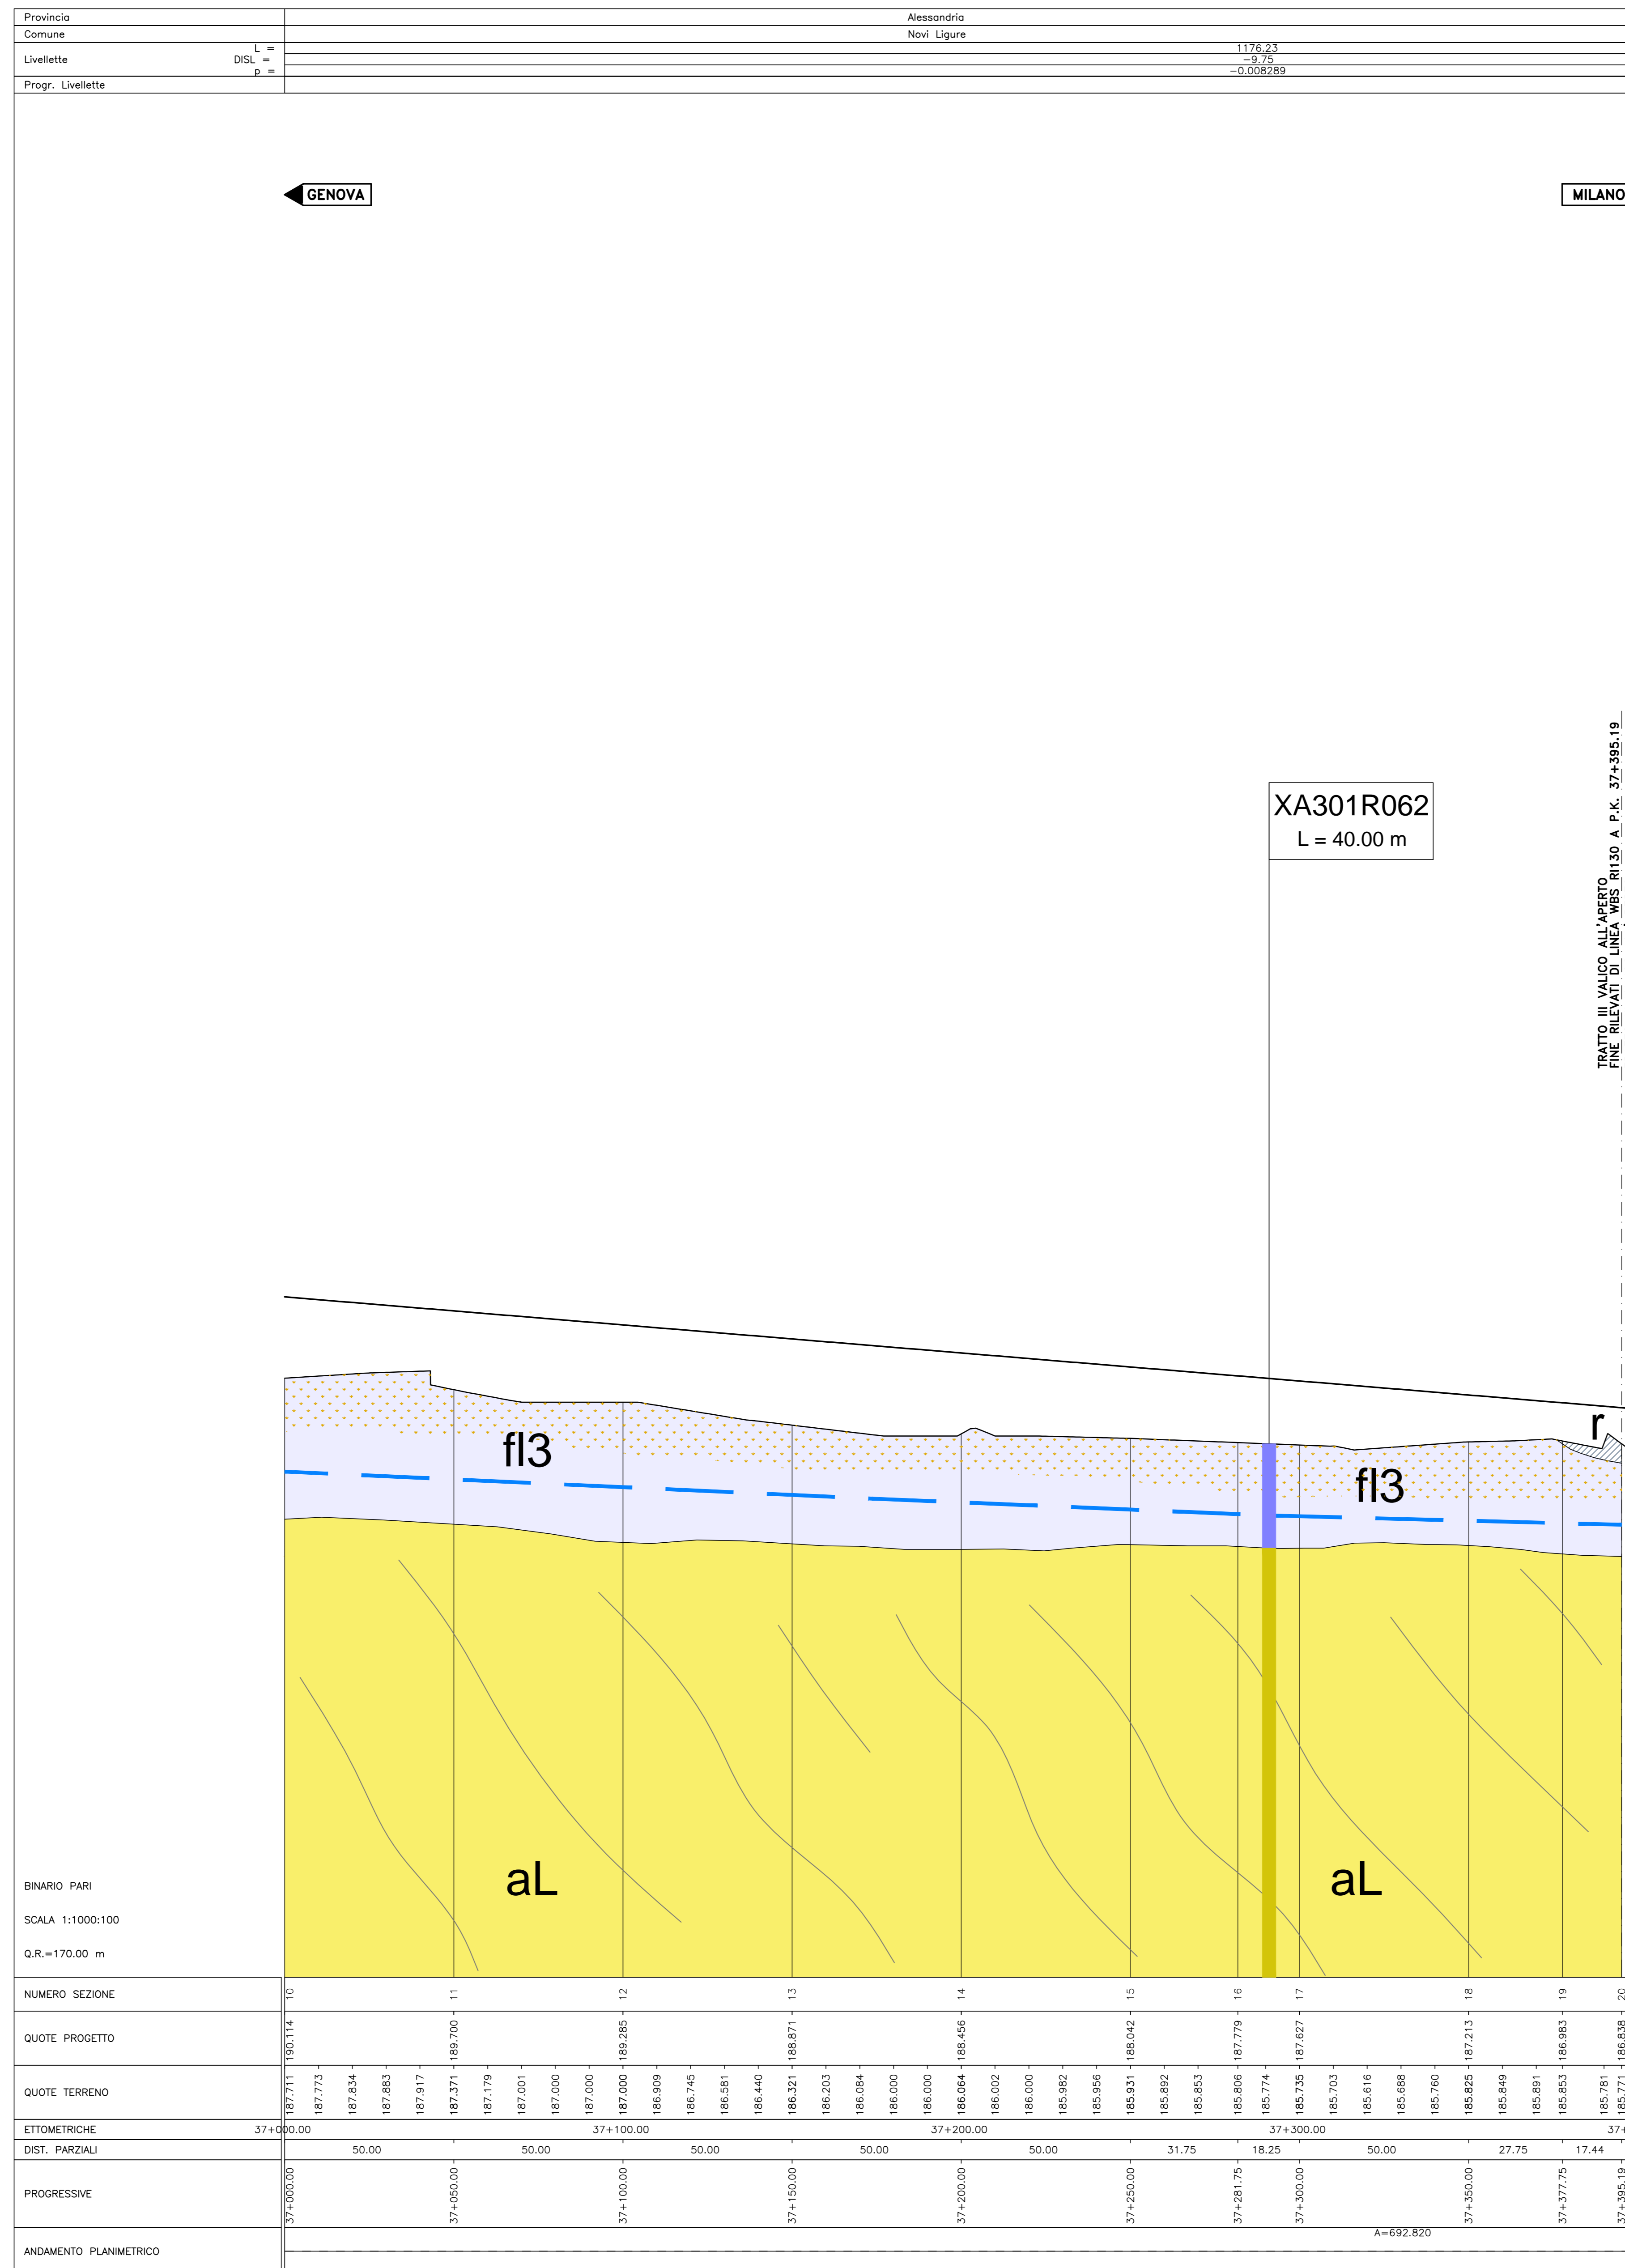 Provincia
Alessandria
Comune
Novi Ligure
Livellette
L =
1176.23
DISL =
−9.75
p =
−0.008289
Progr. Livellette
GENOVA
MILANO
XA301R062
L = 40.00 m
TRATTO III VALICO ALL'APERTO
FINE RILEVATI DI LINEA WBS RI130 A P.K. 37+395.19
fl3
fl3
r
aL
aL
BINARIO PARI
SCALA 1:1000:100
Q.R.=170.00 m
NUMERO SEZIONE
10 11 12 13 14 15 16 17 18 19 20
QUOTE PROGETTO
190.114 189.700 189.285 188.871 188.456 188.042 187.779 187.627 187.213 186.983 186.838
QUOTE TERRENO
187.711 187.773 187.834 187.883 187.917 187.371 187.179 187.001 187.000 187.000 187.000 186.909 186.745 186.581 186.440 186.321 186.203 186.084 186.000 186.000 186.064 186.002 186.000 185.982 185.956 185.931 185.892 185.853 185.806 185.774 185.735 185.703 185.616 185.688 185.760 185.825 185.849 185.891 185.853 185.781 185.771
ETTOMETRICHE
37+000.00 37+100.00 37+200.00 37+300.00 37+
DIST. PARZIALI
50.00 50.00 50.00 50.00 50.00 31.75 18.25 50.00 27.75 17.44
PROGRESSIVE
37+000.00 37+050.00 37+100.00 37+150.00 37+200.00 37+250.00 37+281.75 37+300.00 37+350.00 37+377.75 37+395.19
A=692.820
ANDAMENTO PLANIMETRICO